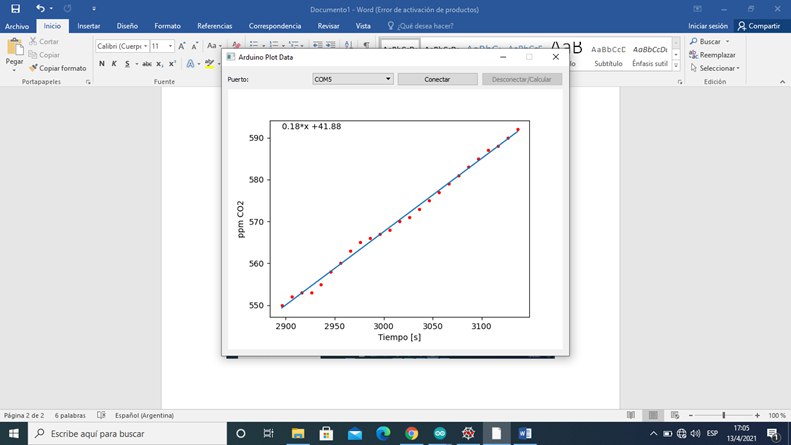 Documento1 - Word (Error de activación de productos)
Archivo Inicio Insertar Diseño Formato Referencias Correspondencia Revisar Vista ¿Qué desea hacer? Iniciar sesión Compartir
Pegar
Cortar
Copiar
Copiar formato
Portapapeles
Calibri (Cuerpo 11
N K S abc
Fuente
AaBbCcD AaBbCcDc
Subtítulo Énfasis sutil
Buscar
Reemplazar
Seleccionar
Edición
Arduino Plot Data
Puerto: COM5 Conectar Desconectar/Calcular
0.18*x +41.88
590
580
570
560
550
ppm CO2
2900 2950 3000 3050 3100
Tiempo [s]
Página 2 de 2 6 palabras Español (Argentina) 100 %
Escribe aquí para buscar
ESP
17:05
13/4/2021